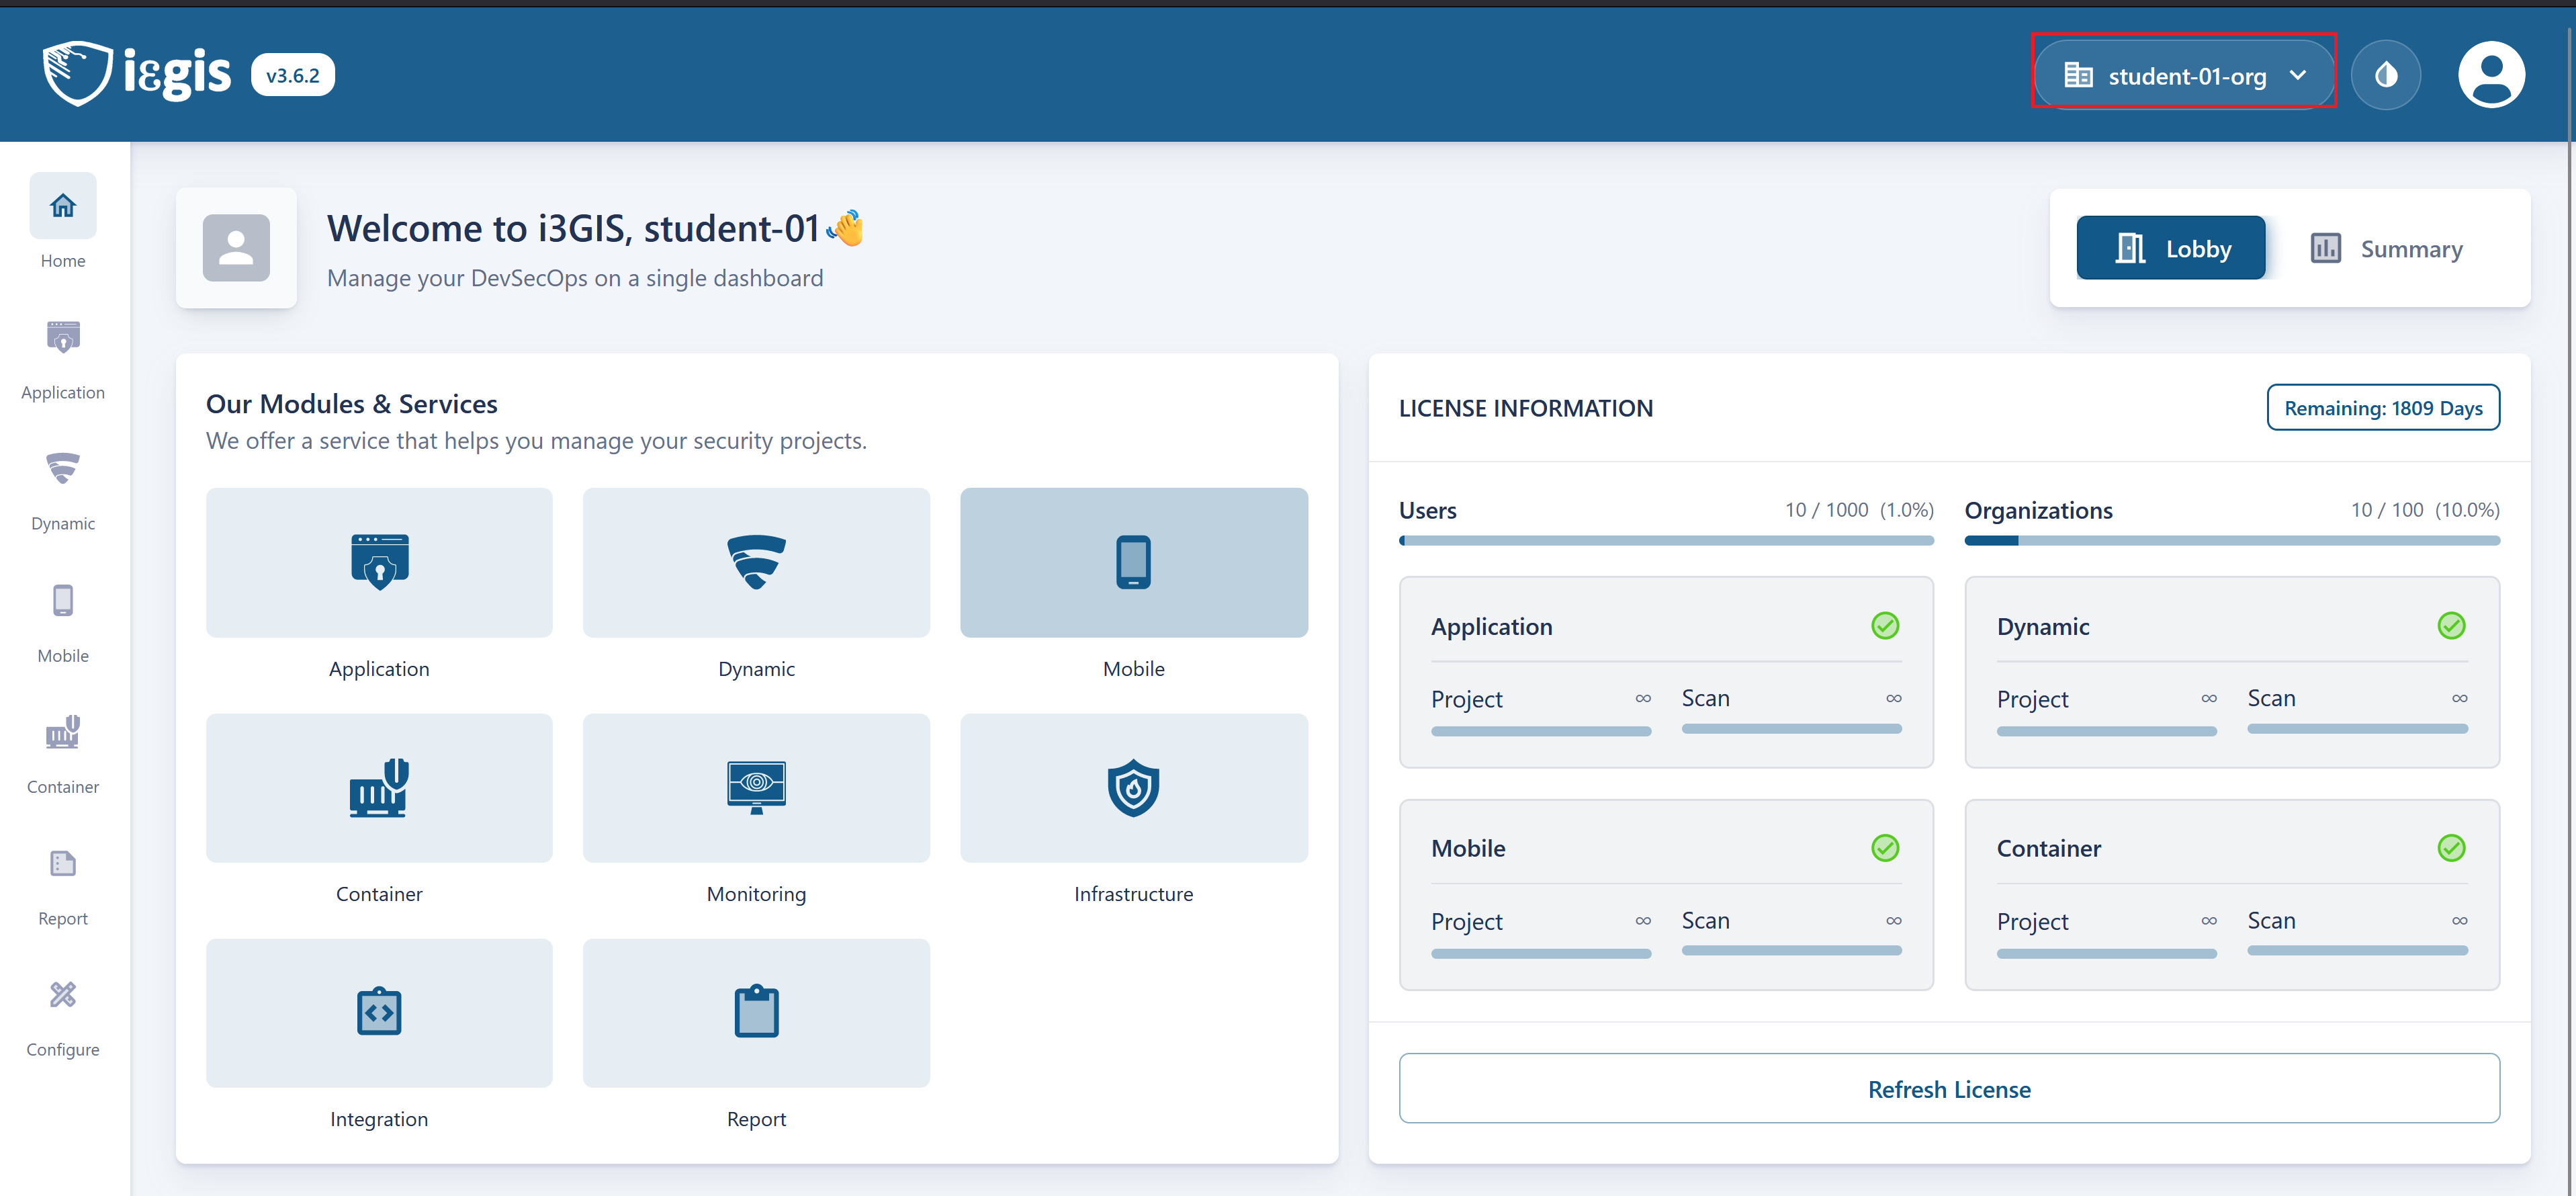 iεgis
v3.6.2
student-01-org
Home
Application
Dynamic
Mobile
Container
Report
Configure
Welcome to i3GIS, student-01👋
Manage your DevSecOps on a single dashboard
Lobby
Summary
Our Modules & Services
We offer a service that helps you manage your security projects.
Application
Dynamic
Mobile
Container
Monitoring
Infrastructure
Integration
Report
LICENSE INFORMATION
Remaining: 1809 Days
Users 10 / 1000 (1.0%)
Organizations 10 / 100 (10.0%)
Application
Project ∞ Scan ∞
Dynamic
Project ∞ Scan ∞
Mobile
Project ∞ Scan ∞
Container
Project ∞ Scan ∞
Refresh License